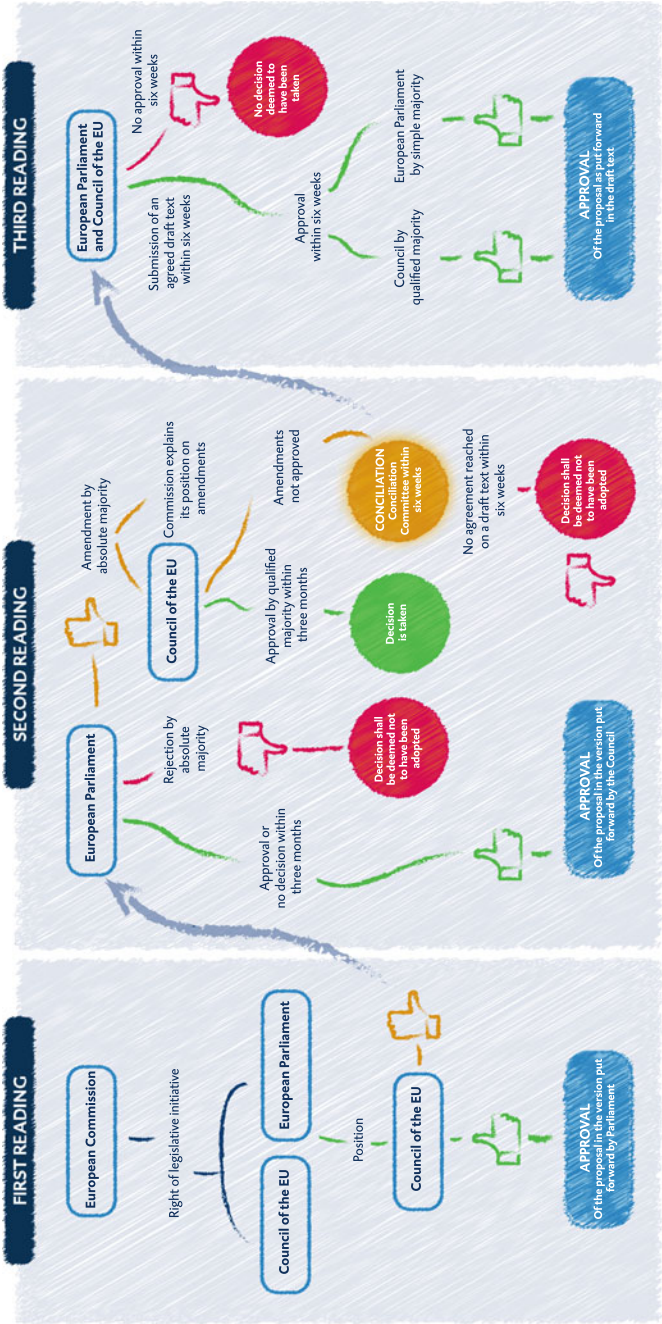 FIRST READING
European Commission
Right of legislative initiative
Council of the EU
European Parliament
Position
Council of the EU
APPROVAL
Of the proposal in the version put
forward by Parliament
SECOND READING
European Parliament
Approval or
no decision within
three months
APPROVAL
Of the proposal in the version put
forward by the Council
Rejection by
absolute
majority
Decision shall
be deemed not
to have been
adopted
Amendment by
absolute majority
Council of the EU
Commission explains
its position on
amendments
Approval by qualified
majority within
three months
Decision
is taken
Amendments
not approved
CONCILIATION
Conciliation
Committee within
six weeks
No agreement reached
on a draft text within
six weeks
Decision shall
be deemed not
to have been
adopted
THIRD READING
European Parliament
and Council of the EU
Submission of an
agreed draft text
within six weeks
No approval within
six weeks
No decision
deemed to
have been
taken
Approval
within six weeks
Council by
qualified majority
European Parliament
by simple majority
APPROVAL
Of the proposal as put forward
in the draft text